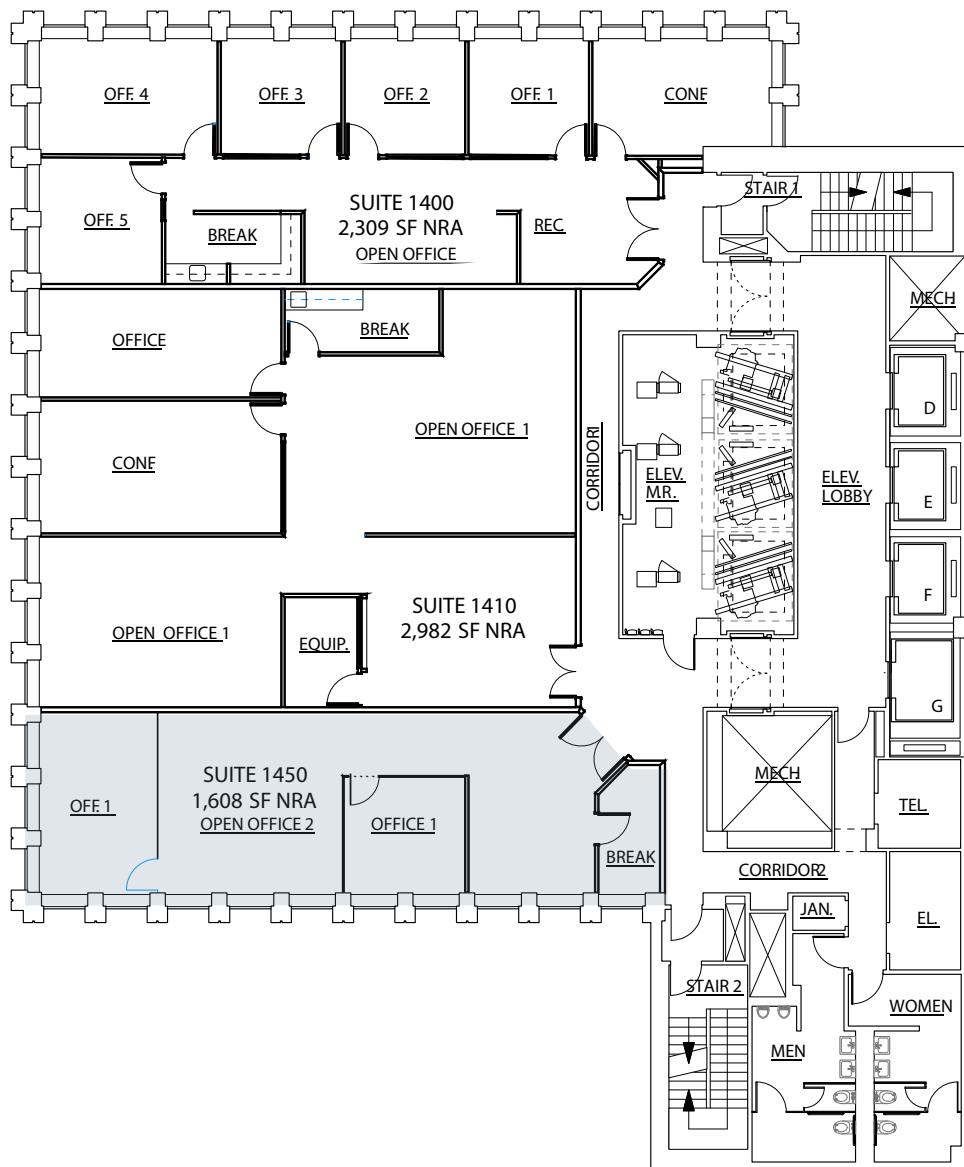 OFF. 4
OFF. 3
OFF. 2
OFF. 1
CONF
STAIR 1
OFF. 5
BREAK
SUITE 1400
2,309 SF NRA
OPEN OFFICE
REC
MECH
OFFICE
BREAK
D
CONF
OPEN OFFICE 1
CORRIDOR1
ELEV.
M.R.
ELEV.
LOBBY
E
F
OPEN OFFICE 1
EQUIP.
SUITE 1410
2,982 SF NRA
G
OFF. 1
SUITE 1450
1,608 SF NRA
OPEN OFFICE 2
OFFICE 1
BREAK
MECH
TEL.
CORRIDOR2
JAN.
EL.
STAIR 2
WOMEN
MEN